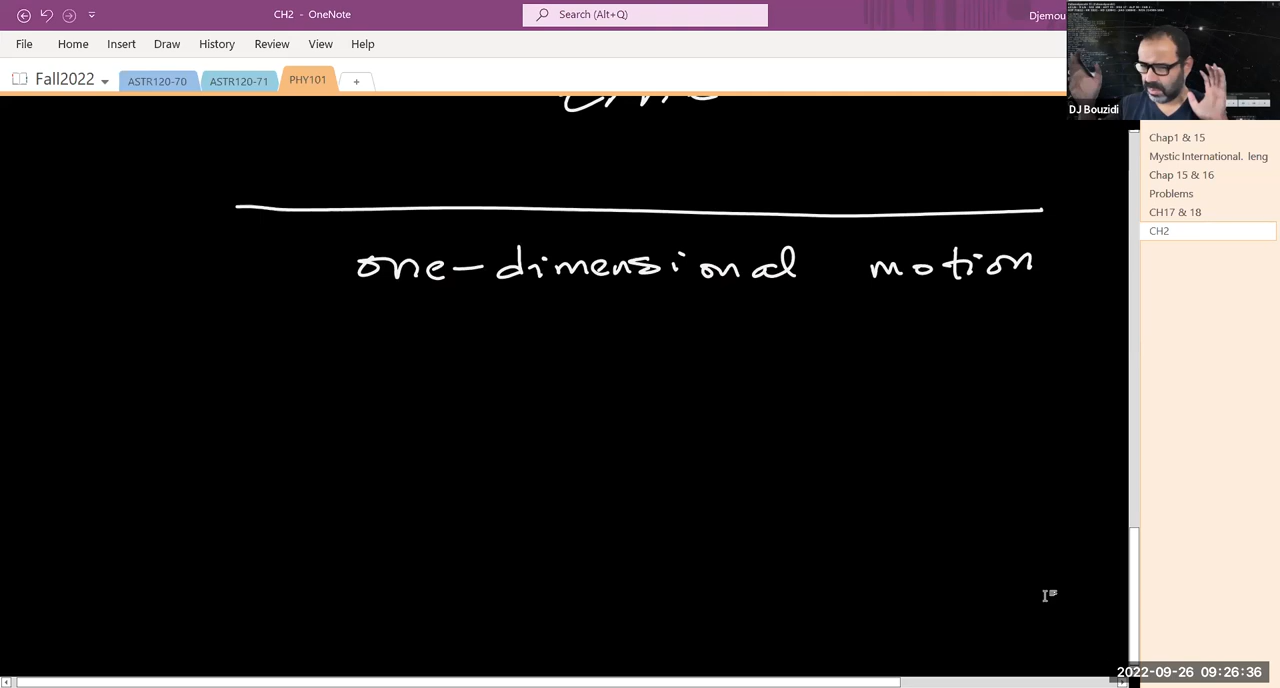 CH2 - OneNote
Search (Alt+Q)
Djemou
File Home Insert Draw History Review View Help
Fall2022 ASTR120-70 ASTR120-71 PHY101
DJ Bouzidi
time
one-dimensional motion
Chap1 & 15
Mystic International. leng
Chap 15 & 16
Problems
CH17 & 18
CH2
2022-09-26 09:26:36